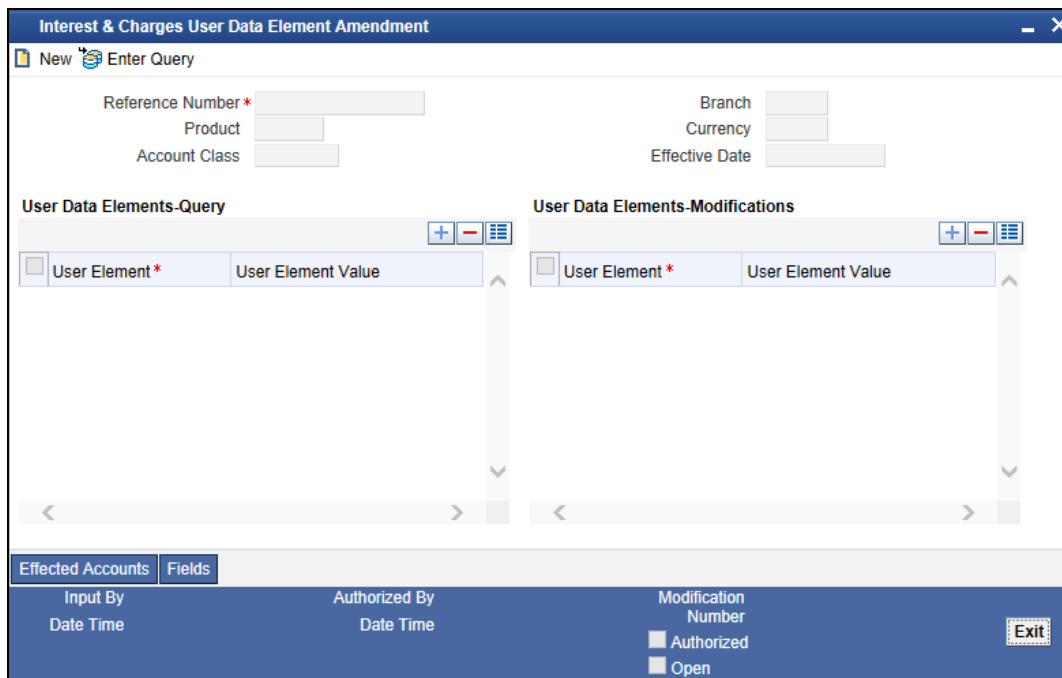 Interest & Charges User Data Element Amendment
New Enter Query
Reference Number * Branch
Product Currency
Account Class Effective Date
User Data Elements-Query User Data Elements-Modifications
User Element * User Element Value User Element * User Element Value
Effected Accounts Fields
Input By Authorized By Modification
Number
Date Time Date Time
Authorized
Exit
Open